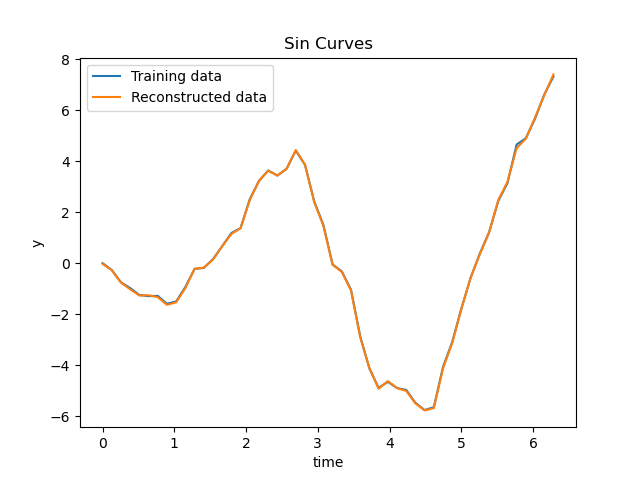 Sin Curves
Training data
Reconstructed data
y
8
6
4
2
0
−2
−4
−6
0 1 2 3 4 5 6
time